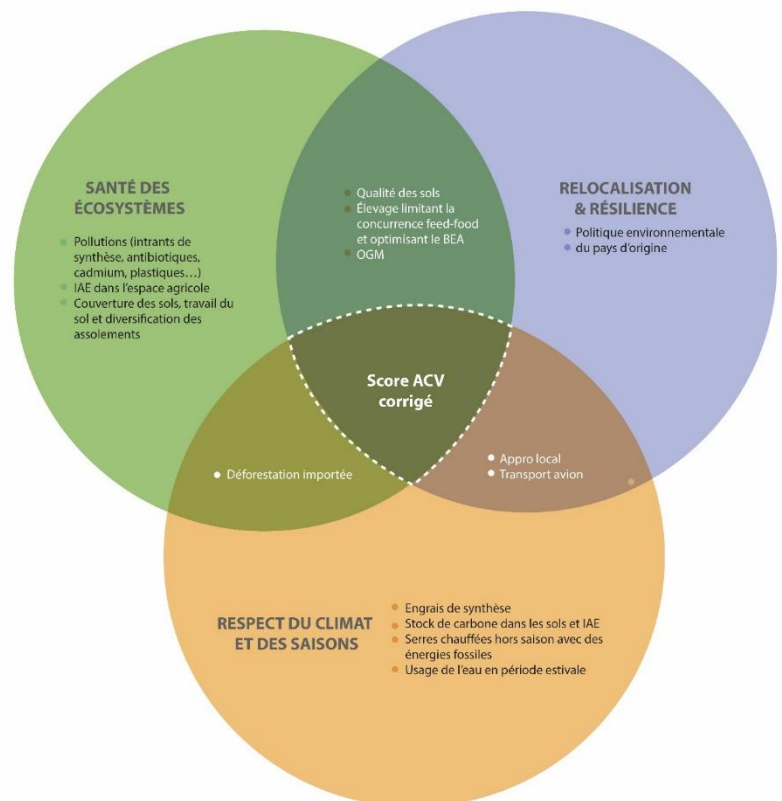 SANTÉ DES
ÉCOSYSTÈMES
Pollutions (intrants de
synthèse, antibiotiques,
cadmium, plastiques…)
IAE dans l'espace agricole
Couverture des sols, travail du
sol et diversification des
assolements
Qualité des sols
Élevage limitant la
concurrence feed-food
et optimisant le BEA
OGM
RELOCALISATION
& RÉSILIENCE
Politique environnementale
du pays d'origine
Score ACV
corrigé
Déforestation importée
Appro local
Transport avion
RESPECT DU CLIMAT
ET DES SAISONS
Engrais de synthèse
Stock de carbone dans les sols et IAE
Serres chauffées hors saison avec des
énergies fossiles
Usage de l'eau en période estivale